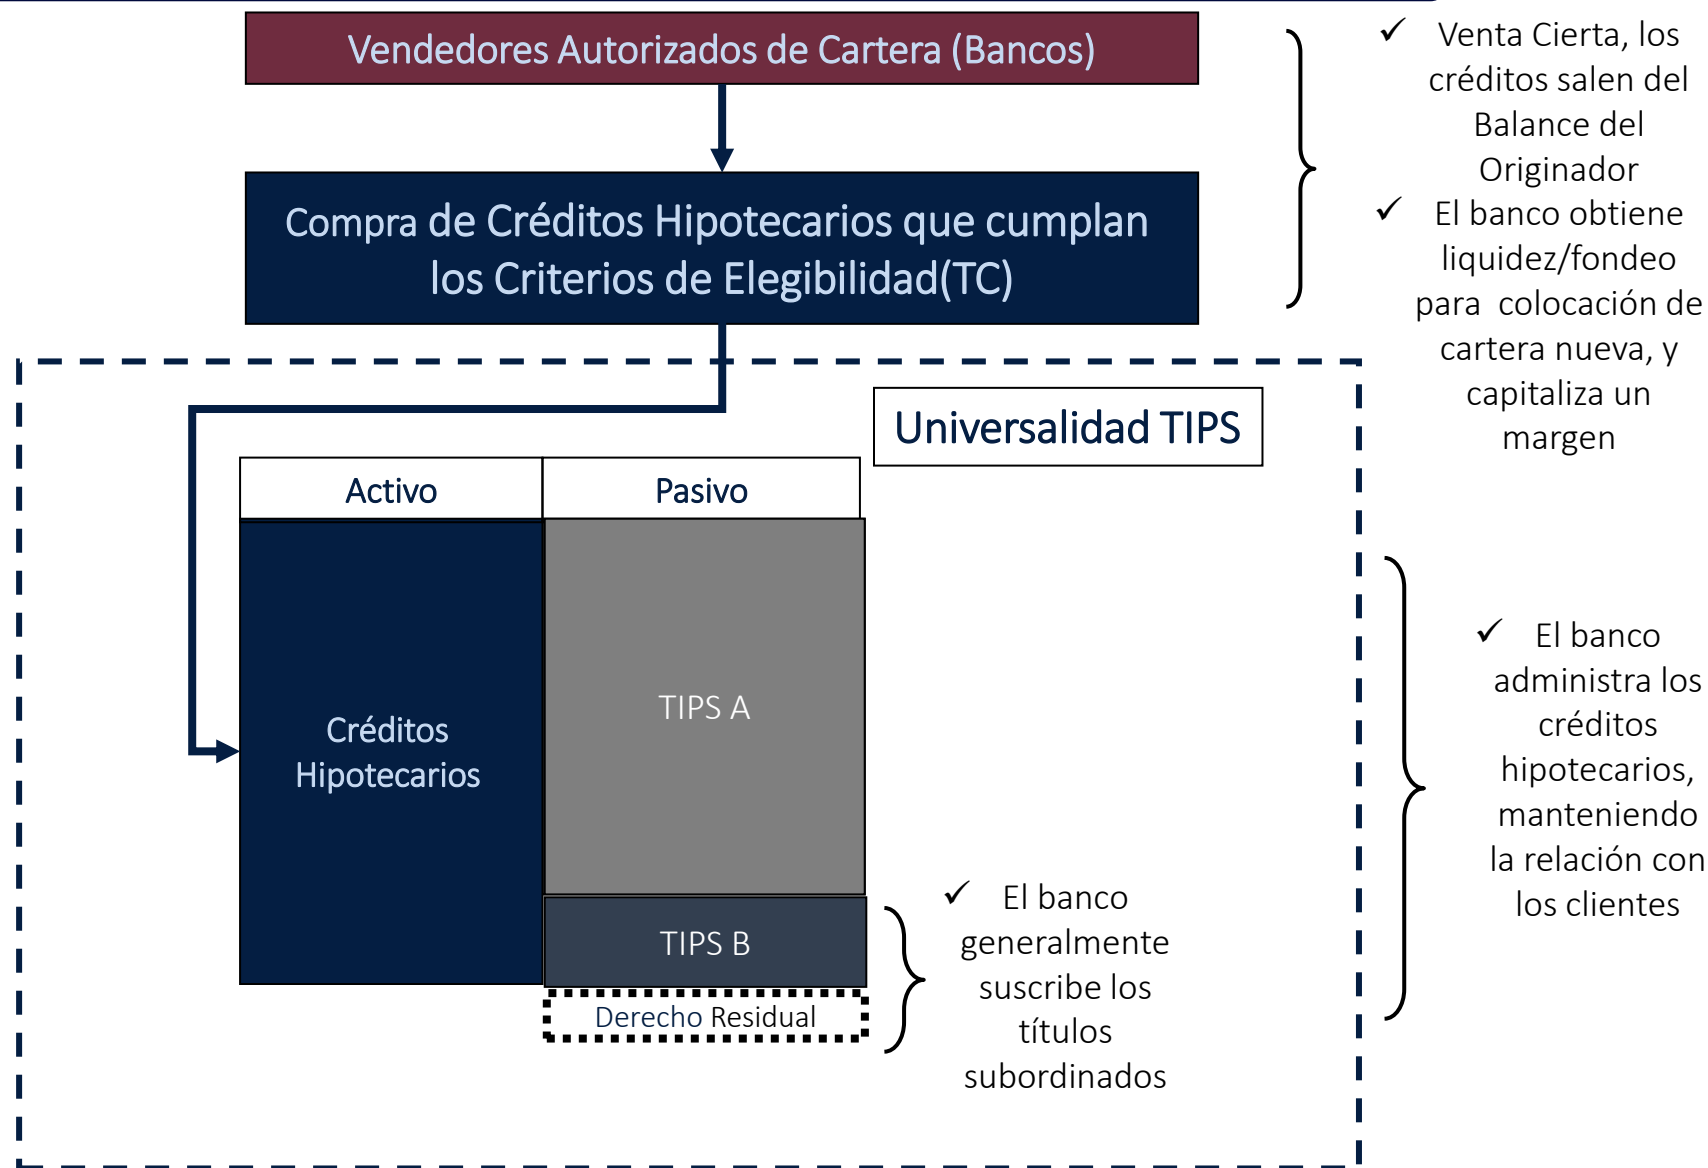 Vendedores Autorizados de Cartera (Bancos)
Compra de Créditos Hipotecarios que cumplan
los Criterios de Elegibilidad(TC)
✓ Venta Cierta, los
créditos salen del
Balance del
Originador
✓ El banco obtiene
liquidez/fondeo
para colocación de
cartera nueva, y
capitaliza un
margen
Universalidad TIPS
Activo
Pasivo
Créditos
Hipotecarios
TIPS A
TIPS B
Derecho Residual
✓ El banco
generalmente
suscribe los
títulos
subordinados
✓ El banco
administra los
créditos
hipotecarios,
manteniendo
la relación con
los clientes